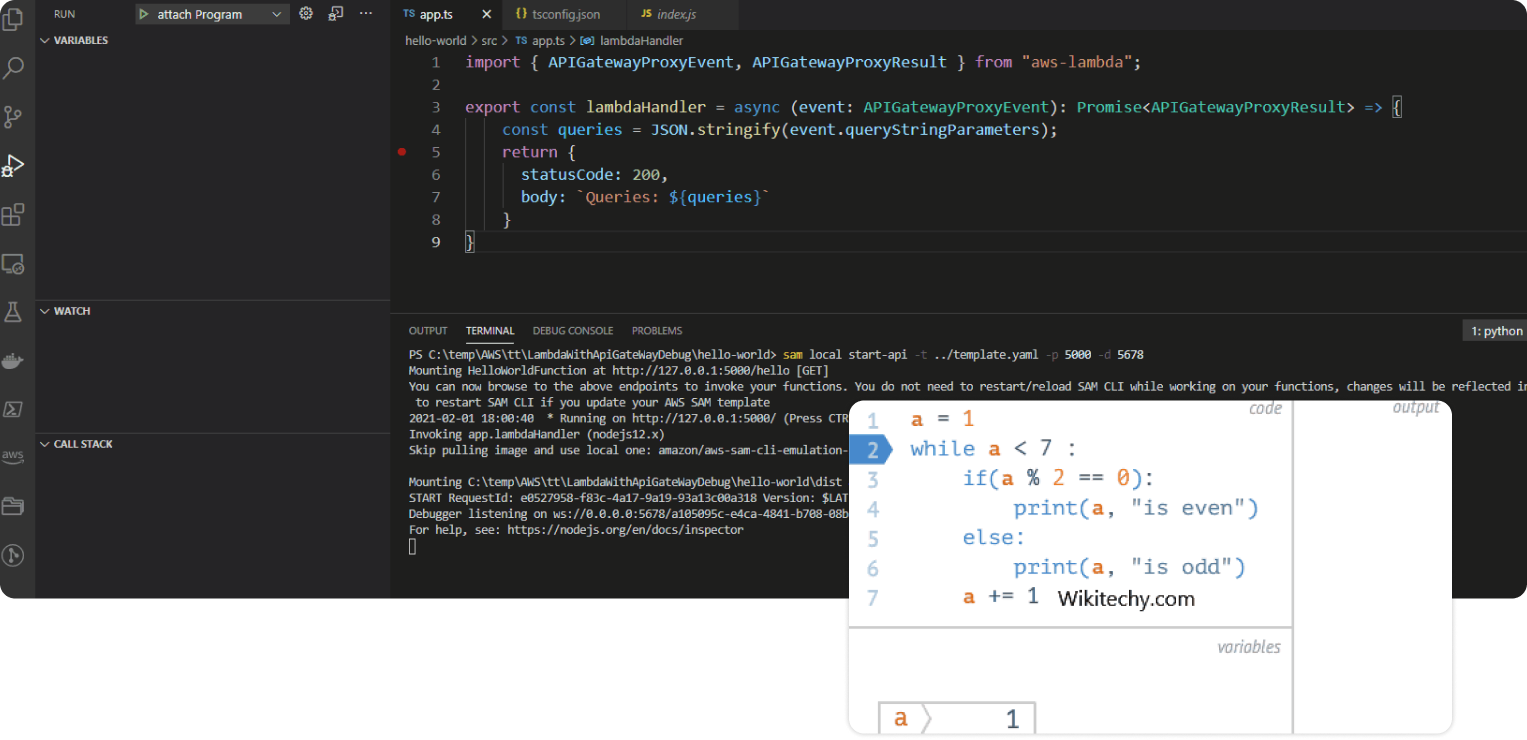 RUN
attach Program
VARIABLES
WATCH
CALL STACK
aws
TS app.ts
{} tsconfig.json
JS index.js
hello-world > src > TS app.ts > lambdaHandler
1 import { APIGatewayProxyEvent, APIGatewayProxyResult } from "aws-lambda";
2
3 export const lambdaHandler = async (event: APIGatewayProxyEvent): Promise<APIGatewayProxyResult> => {
4 const queries = JSON.stringify(event.queryStringParameters);
5 return {
6 statusCode: 200,
7 body: `Queries: ${queries}`
8 }
9 }
OUTPUT TERMINAL DEBUG CONSOLE PROBLEMS
1: python
PS C:\temp\AWS\tt\LambdaWithApiGateWayDebug\hello-world> sam local start-api -t ../template.yaml -p 5000 -d 5678
Mounting HelloWorldFunction at http://127.0.0.1:5000/hello [GET]
You can now browse to the above endpoints to invoke your functions. You do not need to restart/reload SAM CLI while working on your functions, changes will be reflected in
to restart SAM CLI if you update your AWS SAM template
2021-02-01 18:00:40 * Running on http://127.0.0.1:5000/ (Press CTR
Invoking app.lambdaHandler (nodejs12.x)
Skip pulling image and use local one: amazon/aws-sam-cli-emulation-
Mounting C:\temp\AWS\tt\LambdaWithApiGateWayDebug\hello-world\dist
START RequestId: e0527958-f83c-4a17-9a19-93a13c00a318 Version: $LAT
Debugger listening on ws://0.0.0.0:5678/a105095c-e4ca-4841-b708-08b
For help, see: https://nodejs.org/en/docs/inspector
code
output
1 a = 1
2 while a < 7 :
3 if(a % 2 == 0):
4 print(a, "is even")
5 else:
6 print(a, "is odd")
7 a += 1 Wikitechy.com
variables
a 1